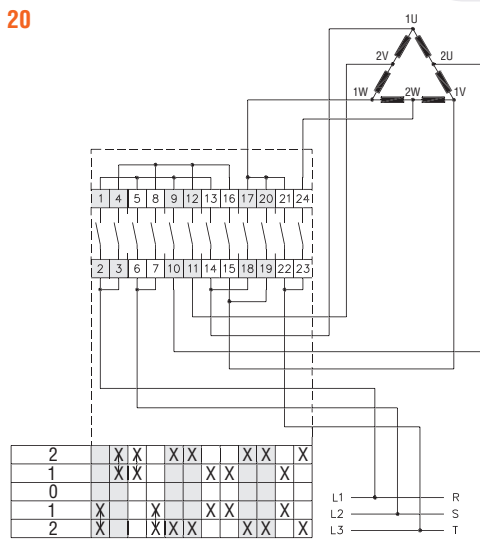 20
1U
2V 2U
1W 2W 1V
1 4 5 8 9 12 13 16 17 20 21 24
2 3 6 7 10 11 14 15 18 19 22 23
2 X X X X X X X
1 X X X X X
0
1 X X X X X
2 X X X X X X X
L1 R
L2 S
L3 T